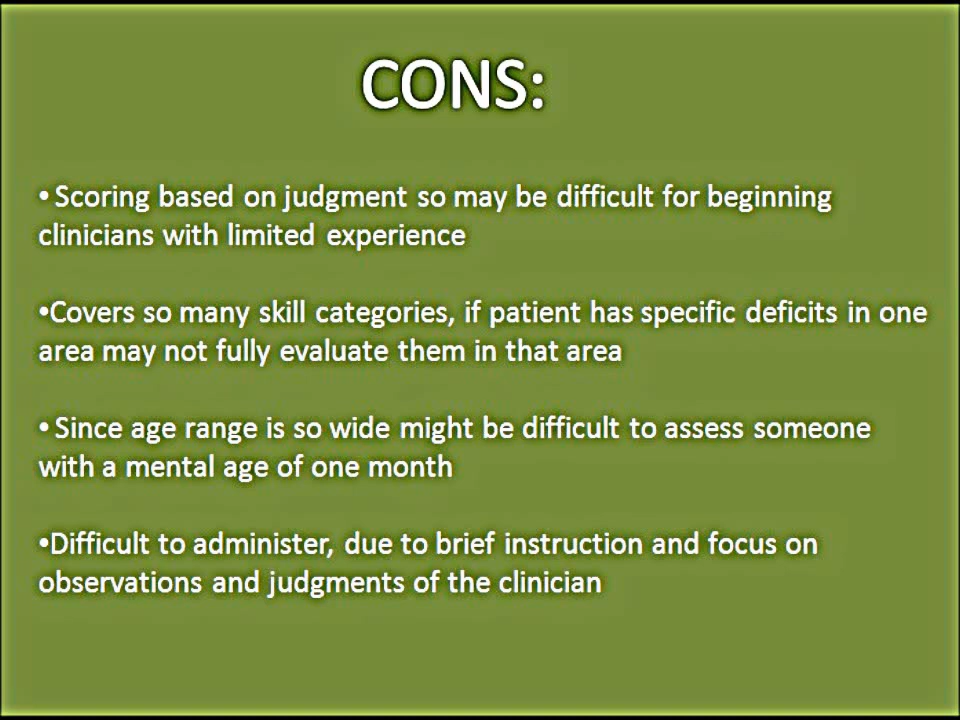 CONS:
• Scoring based on judgment so may be difficult for beginning
clinicians with limited experience
•Covers so many skill categories, if patient has specific deficits in one
area may not fully evaluate them in that area
• Since age range is so wide might be difficult to assess someone
with a mental age of one month
•Difficult to administer, due to brief instruction and focus on
observations and judgments of the clinician